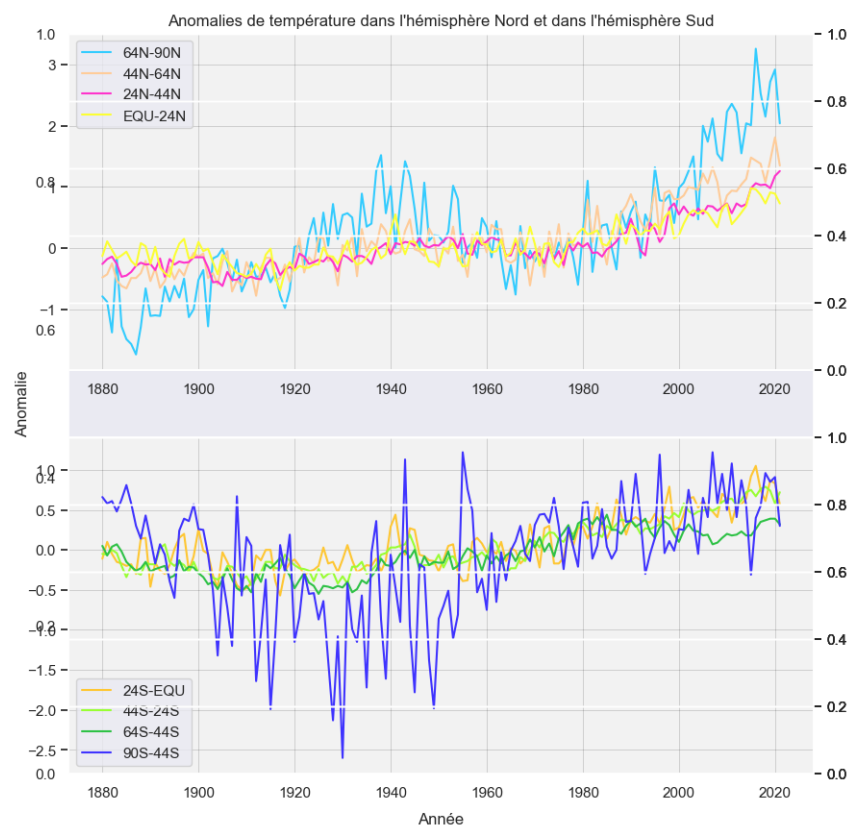 Anomalies de température dans l'hémisphère Nord et dans l'hémisphère Sud
1.0
3
2
0.8
1
0
−1
0.6
64N-90N
44N-64N
24N-44N
EQU-24N
1.0
0.8
0.6
0.4
0.2
0.0
1880 1900 1920 1940 1960 1980 2000 2020
Anomalie
1.0
0.4
0.5
0.0
−0.5
−1.0
0.2
−1.5
−2.0
−2.5
0.0
24S-EQU
44S-24S
64S-44S
90S-44S
1.0
0.8
0.6
0.4
0.2
0.0
1880 1900 1920 1940 1960 1980 2000 2020
Année